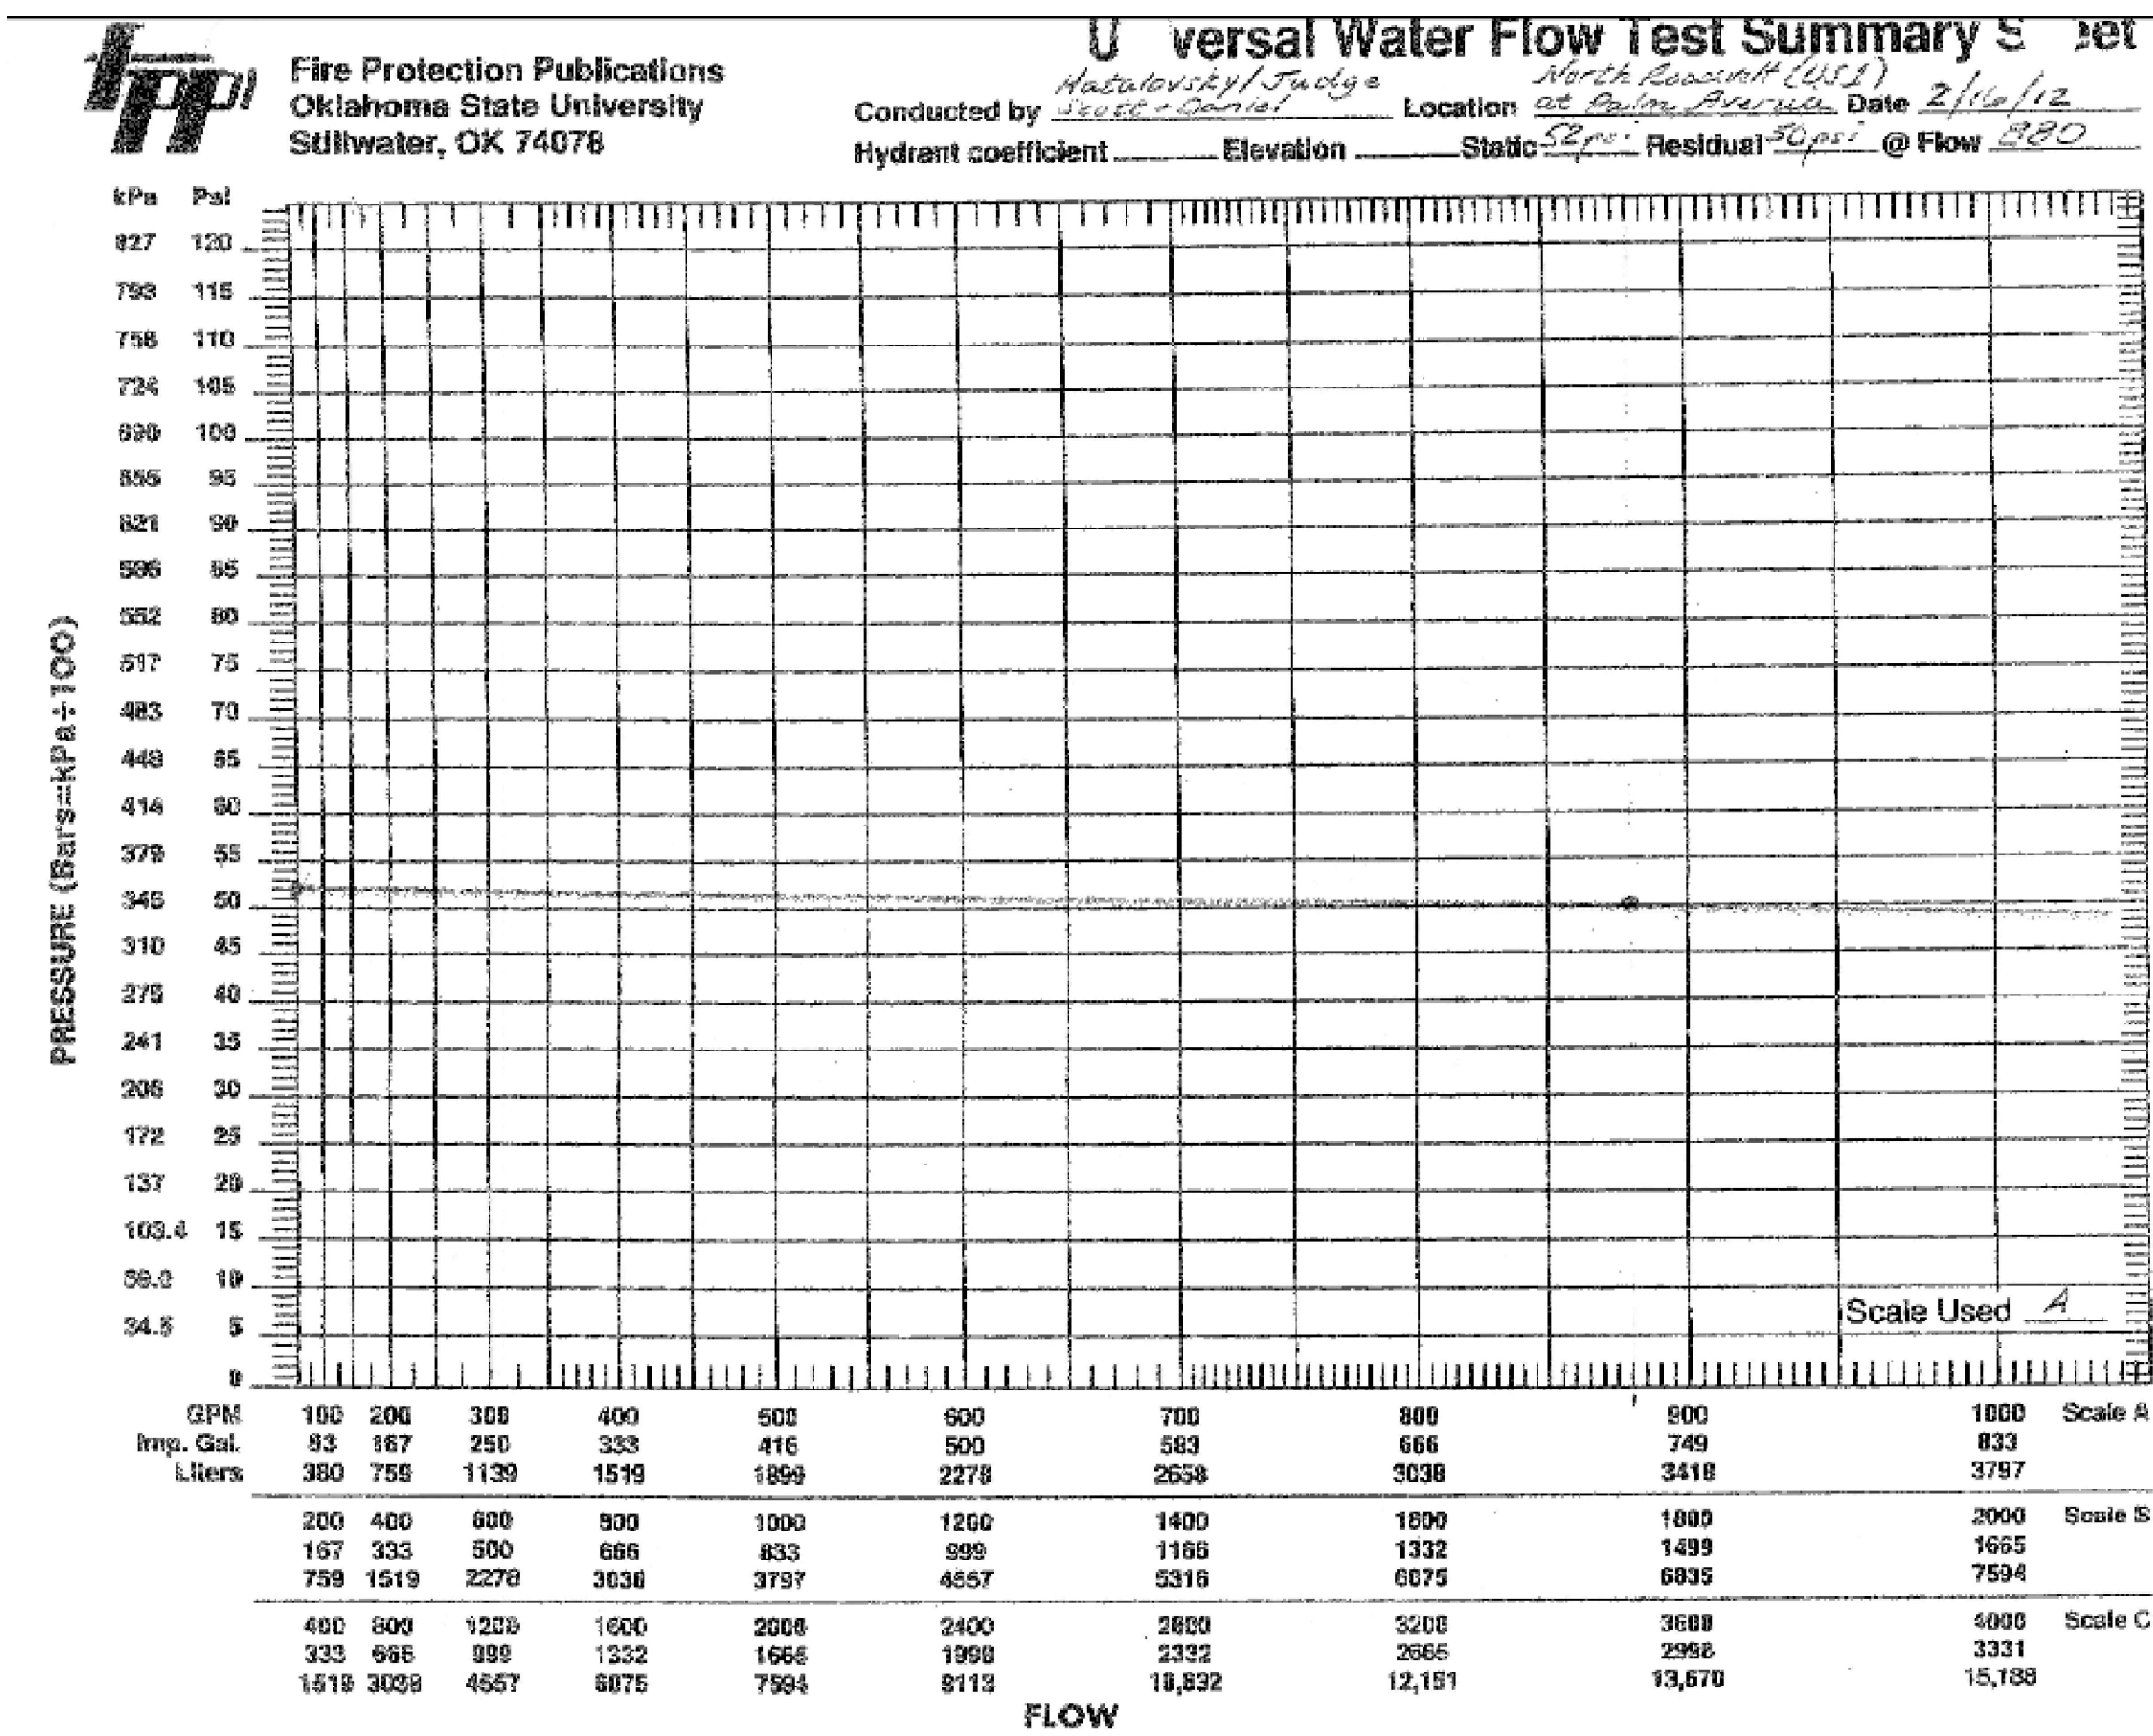 fpp
Fire Protection Publications
Oklahoma State University
Stillwater, OK 74078
U versal Water Flow Test Summary S eet
Conducted by Hatulovsky/Judge Scott + Daniel Location North Roosevelt (US1) at Palm Avenue Date 2/16/12
Hydrant coefficient Elevation Static 52psi Residual 50psi @ Flow 880
kPa Psi
827 120
793 115
758 110
724 105
690 100
655 95
621 90
586 85
552 80
517 75
483 70
448 65
414 60
379 55
345 50
310 45
276 40
241 35
206 30
172 25
137 20
103.4 15
10
34.5 5
0
PRESSURE (Bars=kPa÷100)
Scale Used A
GPM 100 200 300 400 500 600 700 800 900 1000 Scale A
Imp. Gal. 83 167 250 333 416 500 583 666 749 833
Liters 380 759 1139 1519 1899 2278 2658 3038 3418 3797
200 400 600 800 1000 1200 1400 1600 1800 2000 Scale
167 333 500 666 833 999 1166 1332 1499 1665
759 1519 2278 3038 3797 4557 5316 6075 6835 7594
400 800 1200 1600 2000 2400 2800 3200 3600 4000 Scale C
333 666 999 1332 1666 1998 2332 2665 2998 3331
1519 3038 4557 6075 7594 9113 10,632 12,151 13,670 15,188
FLOW